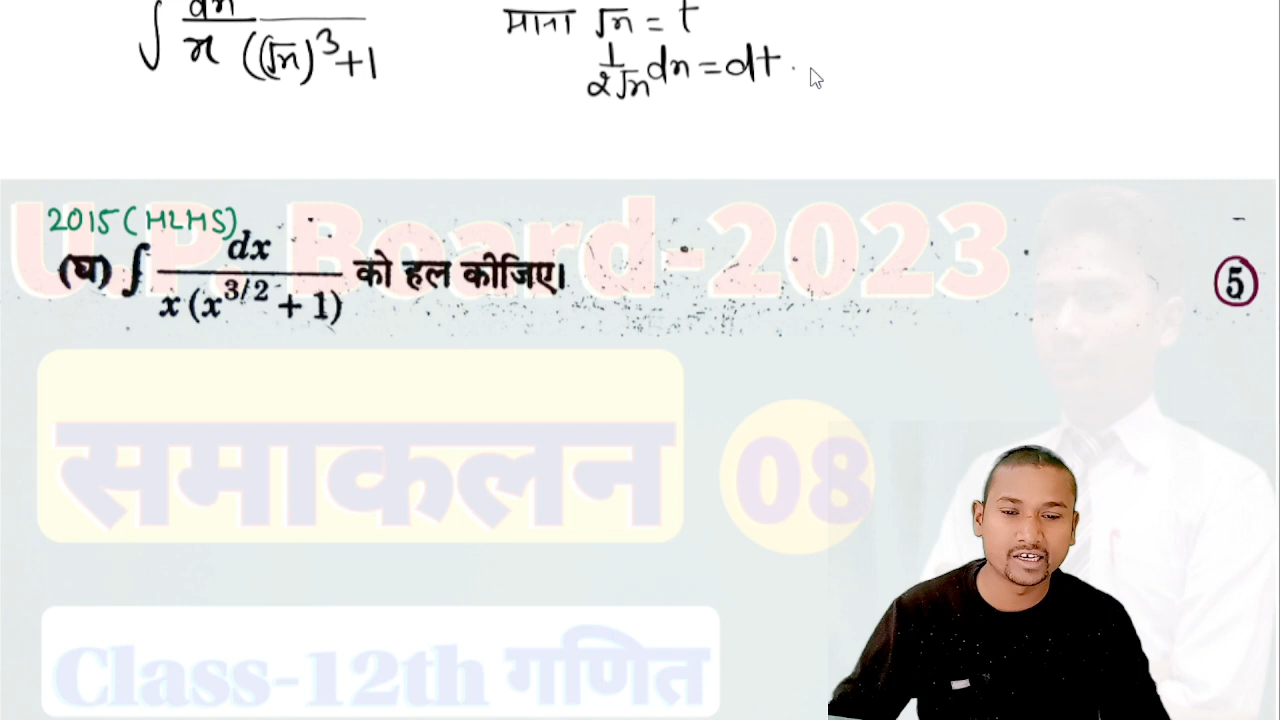 ∫ dx / x ((√x)³+1)
माना √x = t
1/2√x dx = dt .
U.P. Board-2023
2015 (HLHS)
(घ) ∫ dx / x (x^{3/2} + 1) को हल कीजिए।
5
समाकलन 08
Class-12th गणित